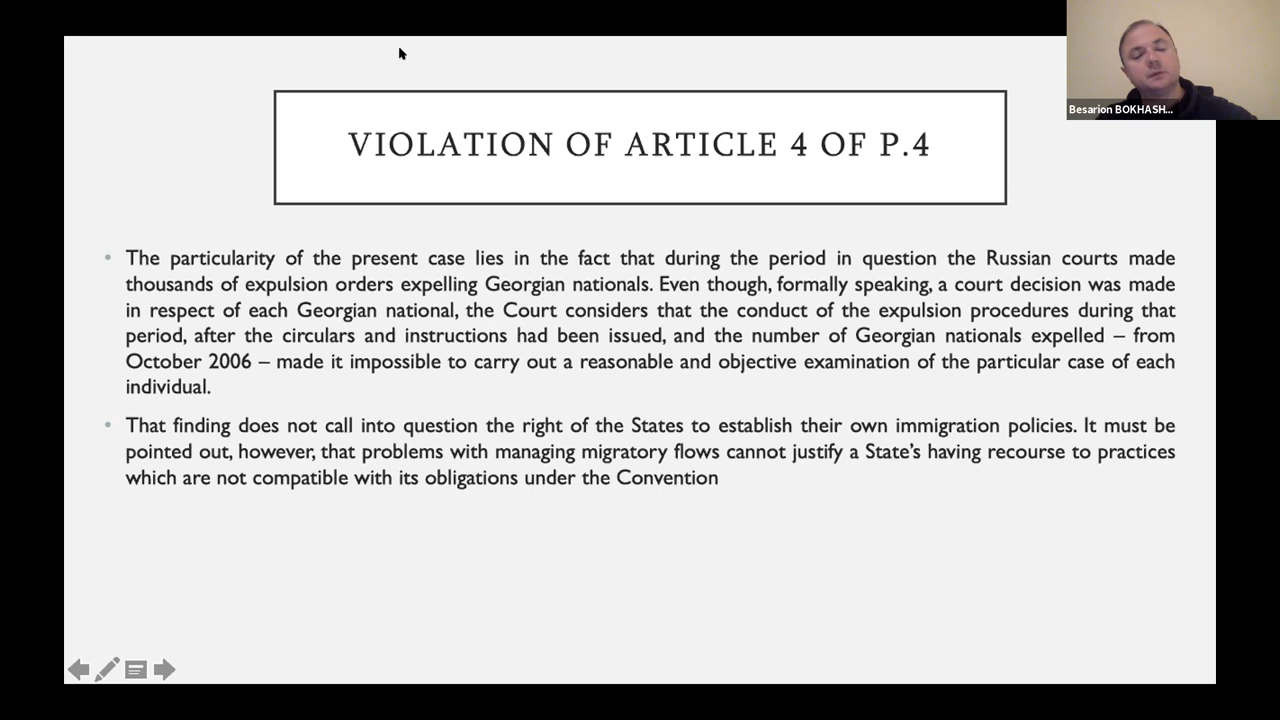 Besarion BOKHASH...
VIOLATION OF ARTICLE 4 OF P.4
• The particularity of the present case lies in the fact that during the period in question the Russian courts made
thousands of expulsion orders expelling Georgian nationals. Even though, formally speaking, a court decision was made
in respect of each Georgian national, the Court considers that the conduct of the expulsion procedures during that
period, after the circulars and instructions had been issued, and the number of Georgian nationals expelled – from
October 2006 – made it impossible to carry out a reasonable and objective examination of the particular case of each
individual.
• That finding does not call into question the right of the States to establish their own immigration policies. It must be
pointed out, however, that problems with managing migratory flows cannot justify a State’s having recourse to practices
which are not compatible with its obligations under the Convention